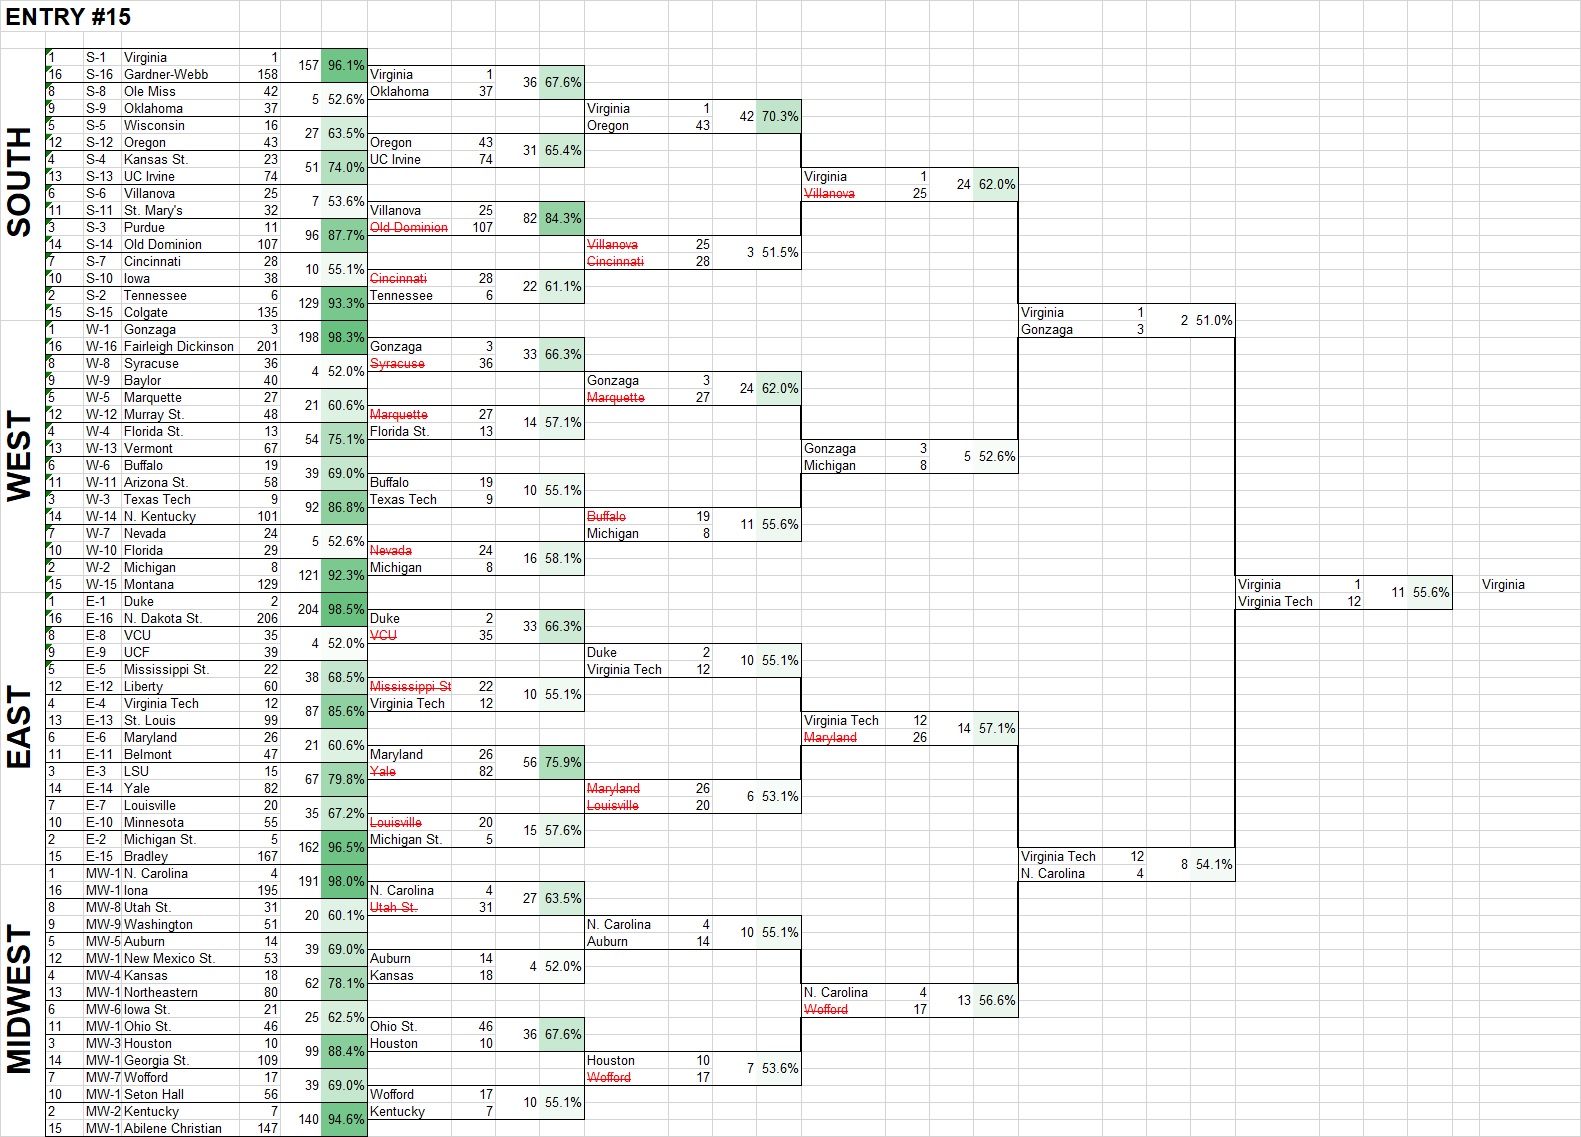 ENTRY #15
SOUTH
1 S-1 Virginia 1 157 96.1%
16 S-16 Gardner-Webb 158 Virginia 1 36 67.6%
8 S-8 Ole Miss 42 5 52.6% Oklahoma 37
9 S-9 Oklahoma 37 Virginia 1 42 70.3%
5 S-5 Wisconsin 16 27 63.5% Oregon 43
12 S-12 Oregon 43 Oregon 43 31 65.4%
4 S-4 Kansas St. 23 51 74.0% UC Irvine 74
13 S-13 UC Irvine 74 Virginia 1 24 62.0%
6 S-6 Villanova 25 7 53.6% Villanova 25
11 S-11 St. Mary's 32 Villanova 25 82 84.3%
3 S-3 Purdue 11 96 87.7% Old Dominion 107
14 S-14 Old Dominion 107 Villanova 25 3 51.5%
7 S-7 Cincinnati 28 10 55.1% Cincinnati 28
10 S-10 Iowa 38 Cincinnati 28 22 61.1%
2 S-2 Tennessee 6 129 93.3% Tennessee 6
15 S-15 Colgate 135 Virginia 1 2 51.0%
WEST
1 W-1 Gonzaga 3 198 98.3% Gonzaga 3
16 W-16 Fairleigh Dickinson 201 Gonzaga 3 33 66.3%
8 W-8 Syracuse 36 4 52.0% Syracuse 36
9 W-9 Baylor 40 Gonzaga 3 24 62.0%
5 W-5 Marquette 27 21 60.6% Marquette 27
12 W-12 Murray St. 48 Marquette 27 14 57.1%
4 W-4 Florida St. 13 54 75.1% Florida St. 13
13 W-13 Vermont 67 Gonzaga 3 5 52.6%
6 W-6 Buffalo 19 39 69.0% Michigan 8
11 W-11 Arizona St. 58 Buffalo 19 10 55.1%
3 W-3 Texas Tech 9 92 86.8% Texas Tech 9
14 W-14 N. Kentucky 101 Buffalo 19 11 55.6%
7 W-7 Nevada 24 5 52.6% Michigan 8
10 W-10 Florida 29 Nevada 24 16 58.1%
2 W-2 Michigan 8 121 92.3% Michigan 8
15 W-15 Montana 129 Virginia 1 11 55.6% Virginia
EAST
1 E-1 Duke 2 204 98.5% Virginia Tech 12
16 E-16 N. Dakota St. 206 Duke 2 33 66.3%
8 E-8 VCU 35 4 52.0% VCU 35
9 E-9 UCF 39 Duke 2 10 55.1%
5 E-5 Mississippi St. 22 38 68.5% Virginia Tech 12
12 E-12 Liberty 60 Mississippi St 22 10 55.1%
4 E-4 Virginia Tech 12 87 85.6% Virginia Tech 12
13 E-13 St. Louis 99 Virginia Tech 12 14 57.1%
6 E-6 Maryland 26 21 60.6% Maryland 26
11 E-11 Belmont 47 Maryland 26 56 75.9%
3 E-3 LSU 15 67 79.8% Yale 82
14 E-14 Yale 82 Maryland 26 6 53.1%
7 E-7 Louisville 20 35 67.2% Louisville 20
10 E-10 Minnesota 55 Louisville 20 15 57.6%
2 E-2 Michigan St. 5 162 96.5% Michigan St. 5
15 E-15 Bradley 167 Virginia Tech 12 8 54.1%
MIDWEST
1 MW-1 N. Carolina 4 191 98.0% N. Carolina 4
16 MW-1 Iona 195 N. Carolina 4 27 63.5%
8 MW-8 Utah St. 31 20 60.1% Utah St. 31
9 MW-9 Washington 51 N. Carolina 4 10 55.1%
5 MW-5 Auburn 14 39 69.0% Auburn 14
12 MW-1 New Mexico St. 53 Auburn 14 4 52.0%
4 MW-4 Kansas 18 62 78.1% Kansas 18
13 MW-1 Northeastern 80 N. Carolina 4 13 56.6%
6 MW-6 Iowa St. 21 25 62.5% Wofford 17
11 MW-1 Ohio St. 46 Ohio St. 46 36 67.6%
3 MW-3 Houston 10 99 88.4% Houston 10
14 MW-1 Georgia St. 109 Houston 10 7 53.6%
7 MW-7 Wofford 17 39 69.0% Wofford 17
10 MW-1 Seton Hall 56 Wofford 17 10 55.1%
2 MW-2 Kentucky 7 140 94.6% Kentucky 7
15 MW-1 Abilene Christian 147